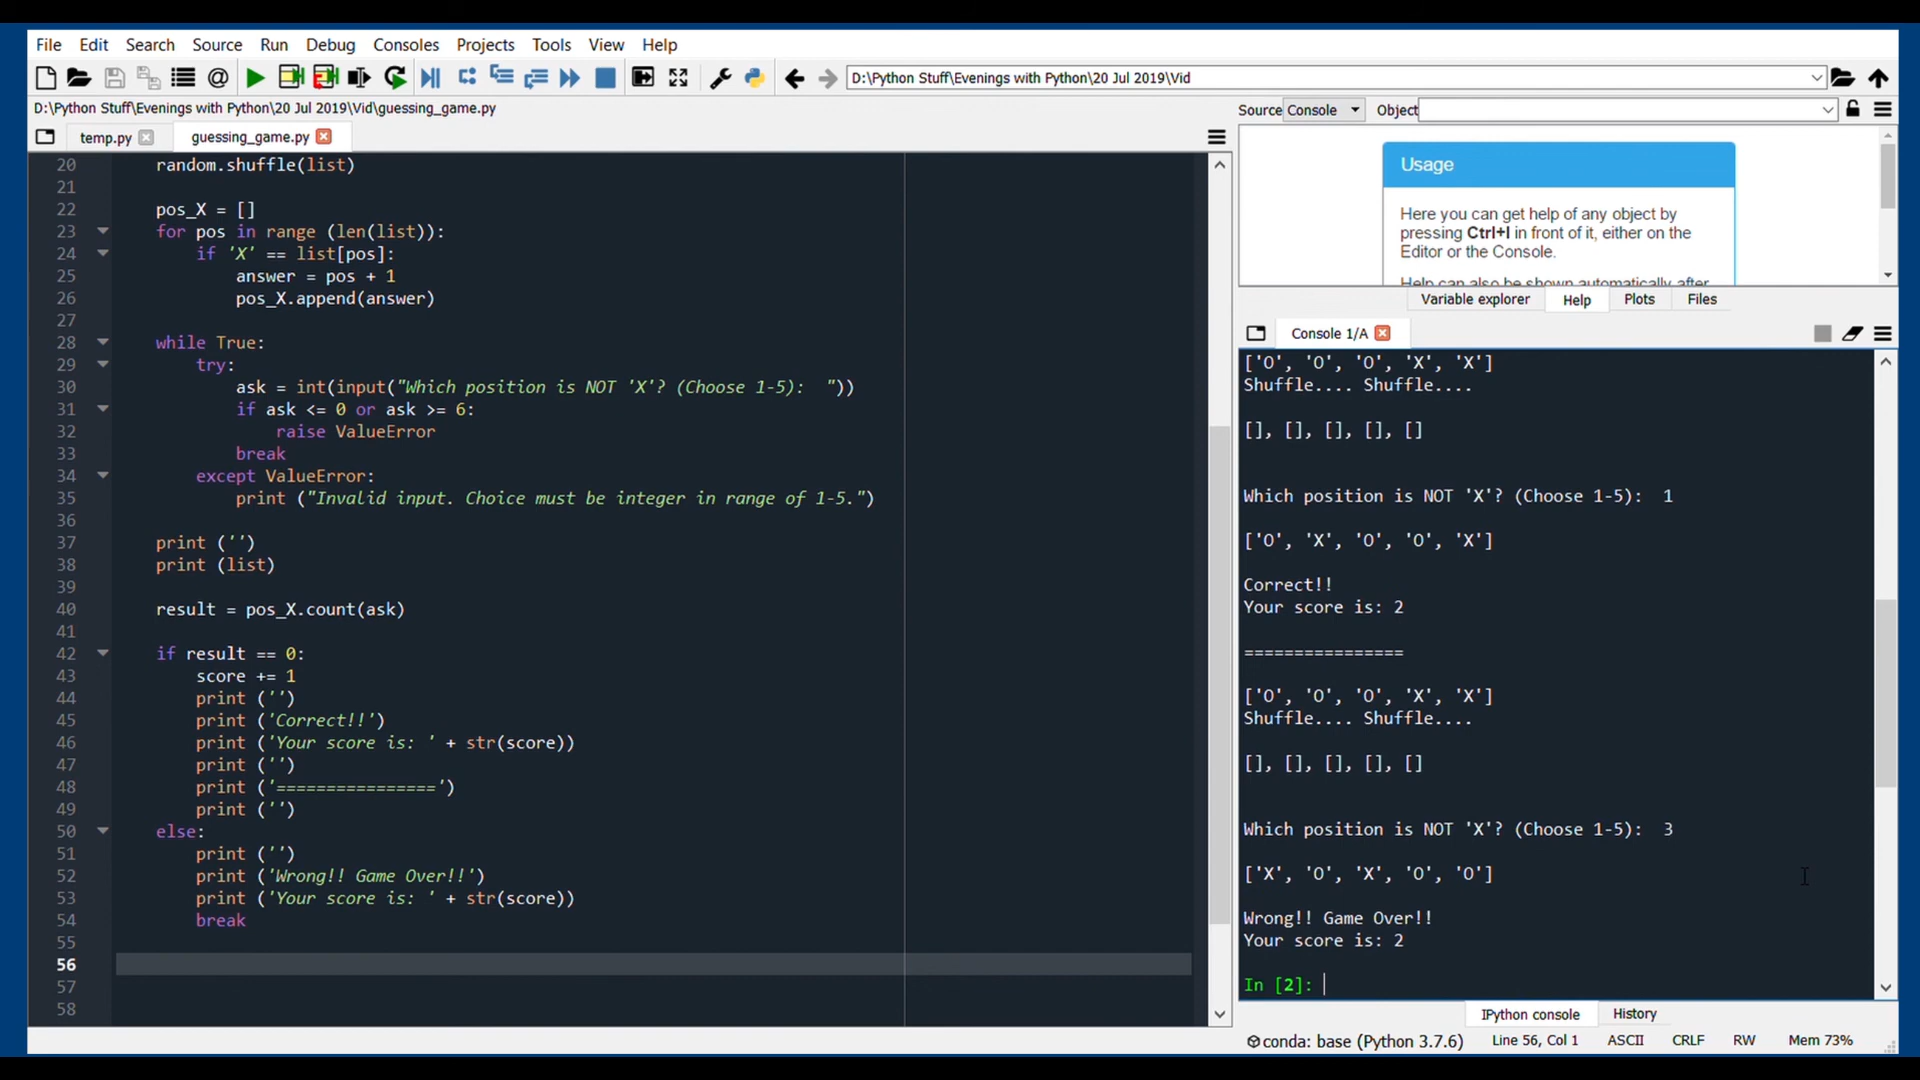 File Edit Search Source Run Debug Consoles Projects Tools View Help
D:\Python Stuff\Evenings with Python\20 Jul 2019\Vid
D:\Python Stuff\Evenings with Python\20 Jul 2019\Vid\guessing_game.py
temp.py guessing_game.py
20 random.shuffle(list)
21
22 pos_X = []
23 for pos in range (len(list)):
24 if 'X' == list[pos]:
25 answer = pos + 1
26 pos_X.append(answer)
27
28 while True:
29 try:
30 ask = int(input("Which position is NOT 'X'? (Choose 1-5):  "))
31 if ask <= 0 or ask >= 6:
32 raise ValueError
33 break
34 except ValueError:
35 print ("Invalid input. Choice must be integer in range of 1-5.")
36
37 print ('')
38 print (list)
39
40 result = pos_X.count(ask)
41
42 if result == 0:
43 score += 1
44 print ('')
45 print ('Correct!!')
46 print ('Your score is: ' + str(score))
47 print ('')
48 print ('================')
49 print ('')
50 else:
51 print ('')
52 print ('Wrong!! Game Over!!')
53 print ('Your score is: ' + str(score))
54 break
55
56
57
58
Source Console Object
Usage
Here you can get help of any object by
pressing Ctrl+I in front of it, either on the
Editor or the Console.
Help can also be shown automatically after
Variable explorer Help Plots Files
Console 1/A
['O', 'O', 'O', 'X', 'X']
Shuffle.... Shuffle....
[], [], [], [], []
Which position is NOT 'X'? (Choose 1-5):  1
['O', 'X', 'O', 'O', 'X']
Correct!!
Your score is: 2
================
['O', 'O', 'O', 'X', 'X']
Shuffle.... Shuffle....
[], [], [], [], []
Which position is NOT 'X'? (Choose 1-5):  3
['X', 'O', 'X', 'O', 'O']
Wrong!! Game Over!!
Your score is: 2
In [2]:
IPython console History
conda: base (Python 3.7.6) Line 56, Col 1 ASCII CRLF RW Mem 73%